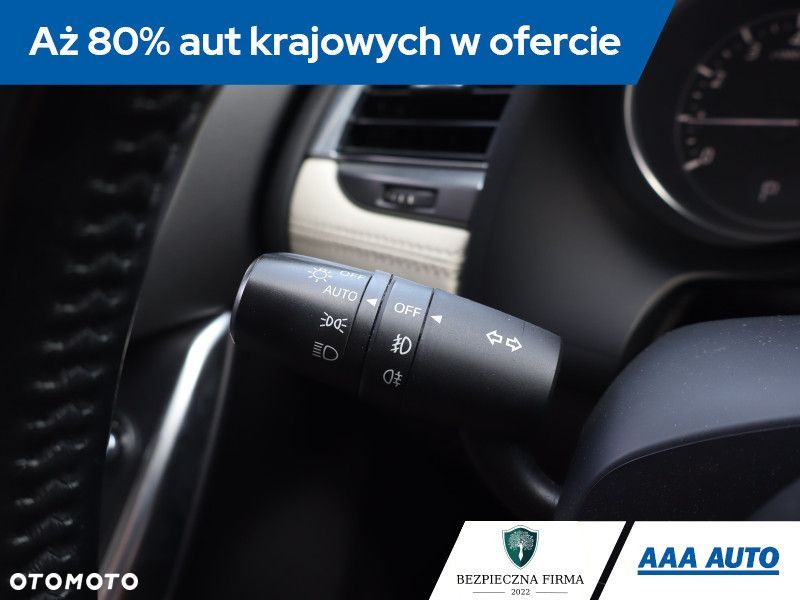 Aż 80% aut krajowych w ofercie
OFF
AUTO
OFF
P
OTOMOTO
BEZPIECZNA FIRMA
2022
AAA AUTO